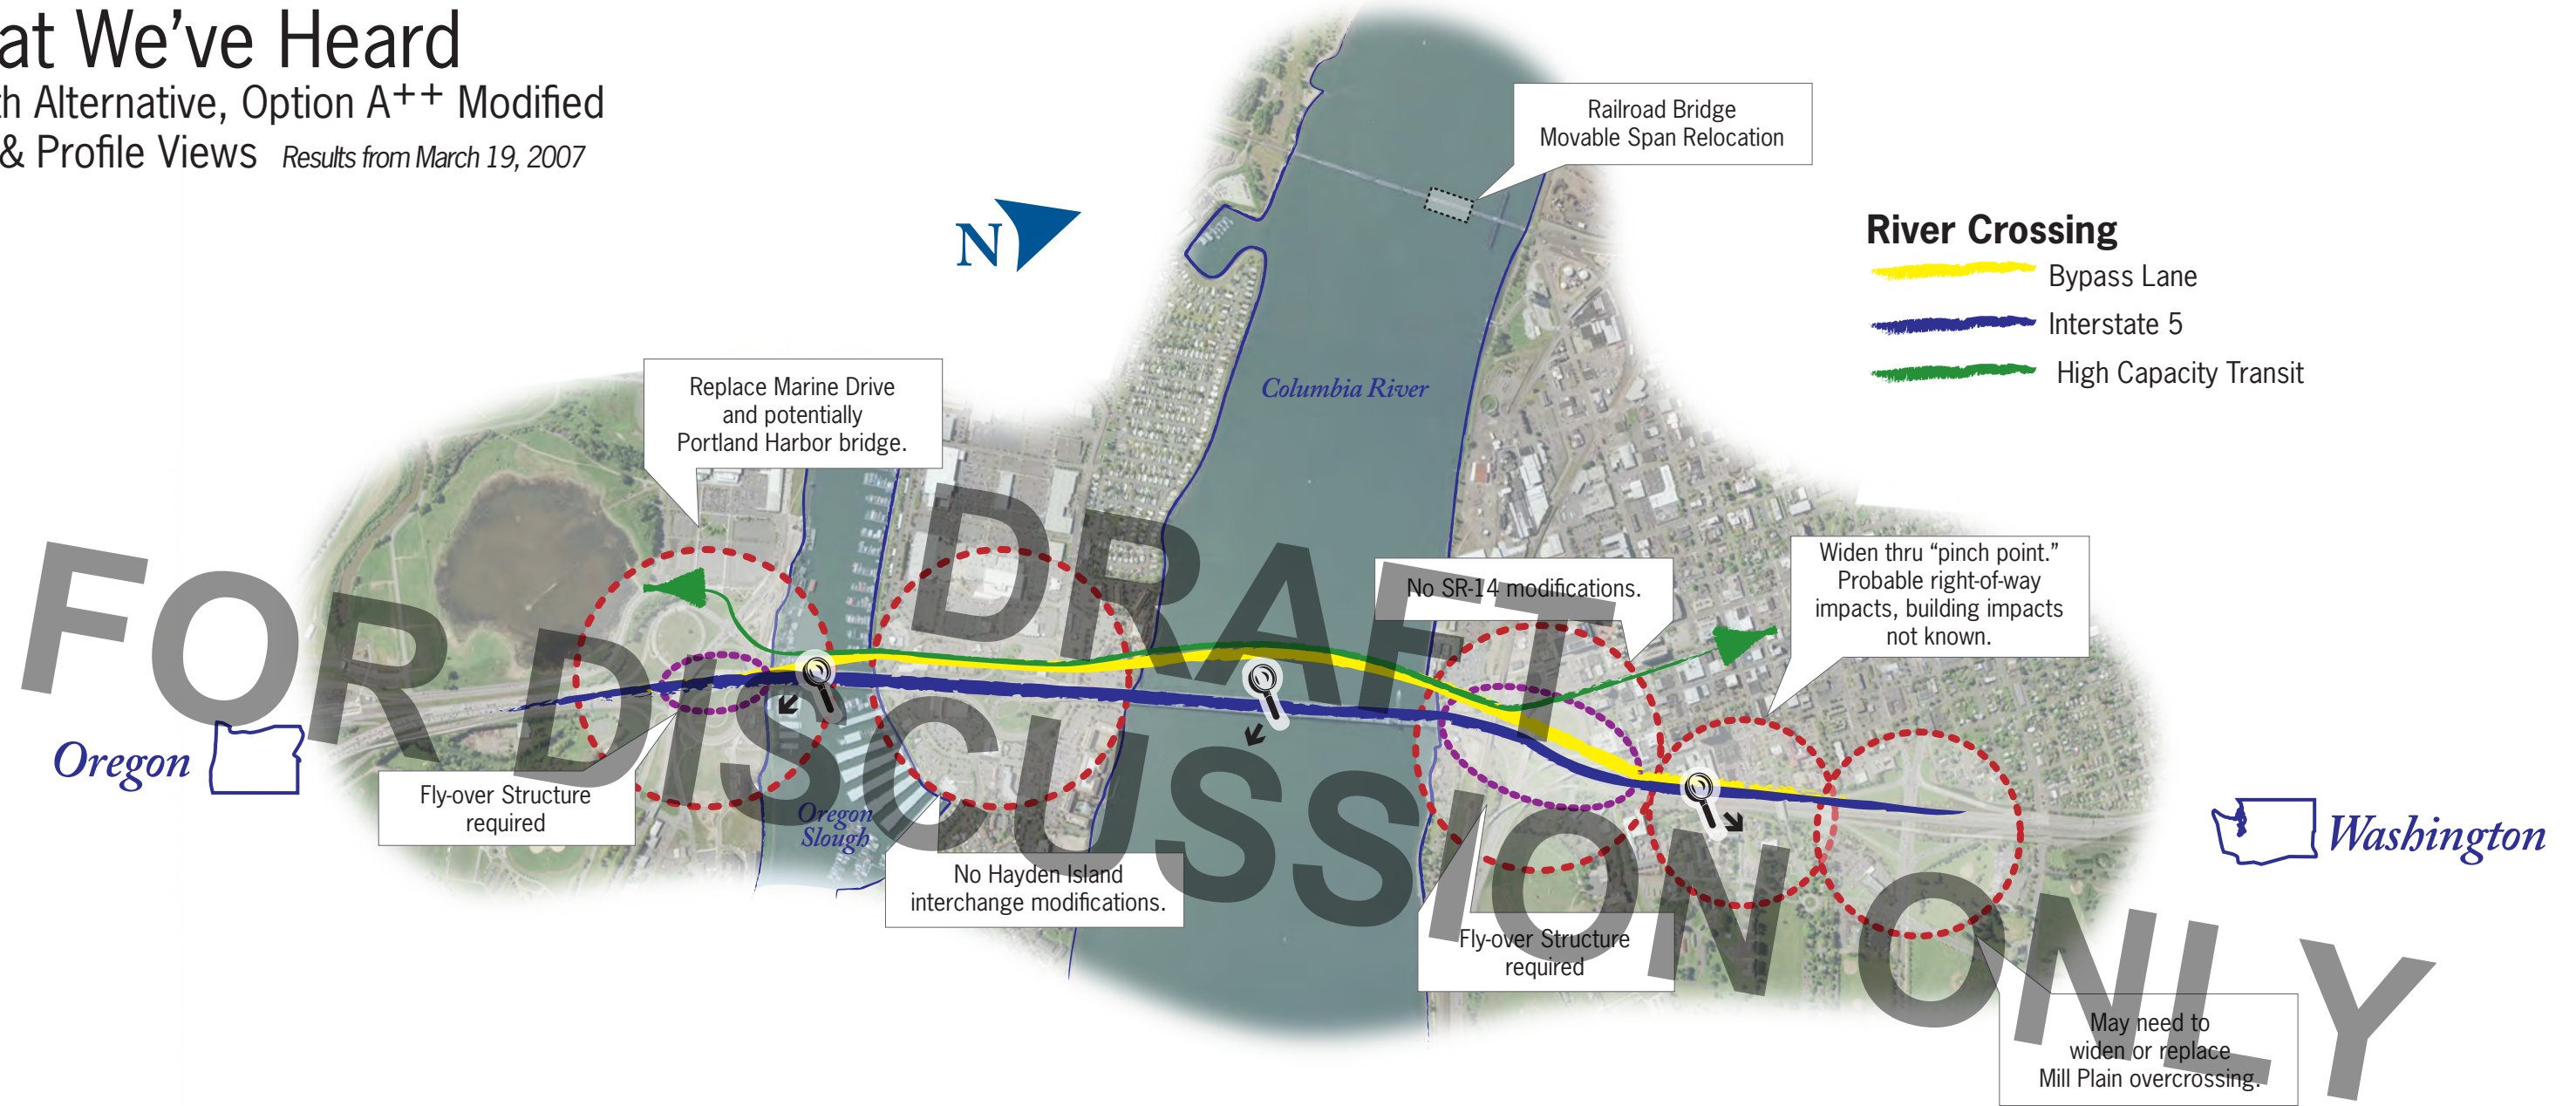 at We've Heard
th Alternative, Option A++ Modified
& Profile Views Results from March 19, 2007
Railroad Bridge
Movable Span Relocation
N
River Crossing
Bypass Lane
Interstate 5
High Capacity Transit
Columbia River
Replace Marine Drive
and potentially
Portland Harbor bridge.
No SR-14 modifications.
Widen thru “pinch point.”
Probable right-of-way
impacts, building impacts
not known.
DRAFT
FOR DISCUSSION ONLY
Oregon
Washington
Fly-over Structure
required
Oregon
Slough
No Hayden Island
interchange modifications.
Fly-over Structure
required
May need to
widen or replace
Mill Plain overcrossing.